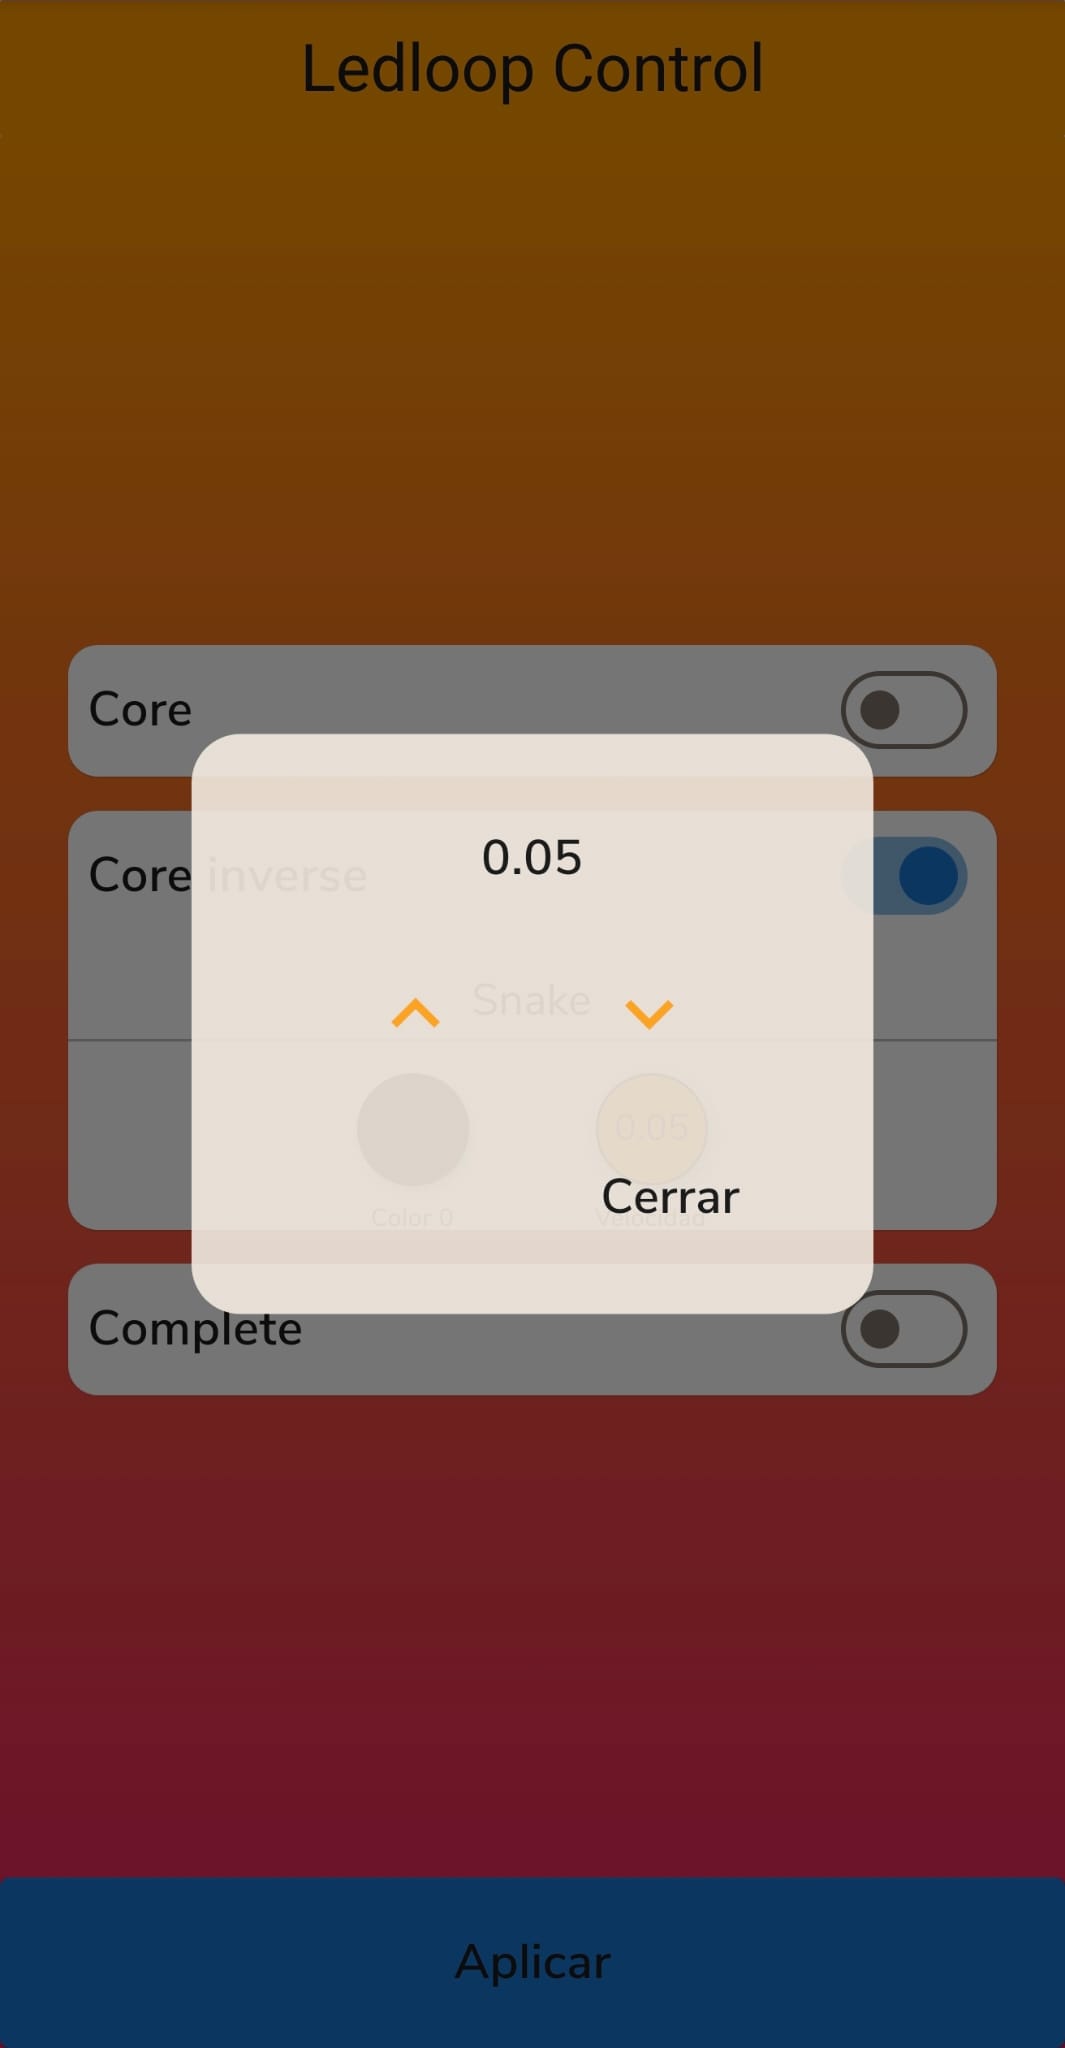 Ledloop Control
Core
0.05
Core inverse
Snake
0.05
Cerrar
Color 0
Velocidad
Complete
Aplicar